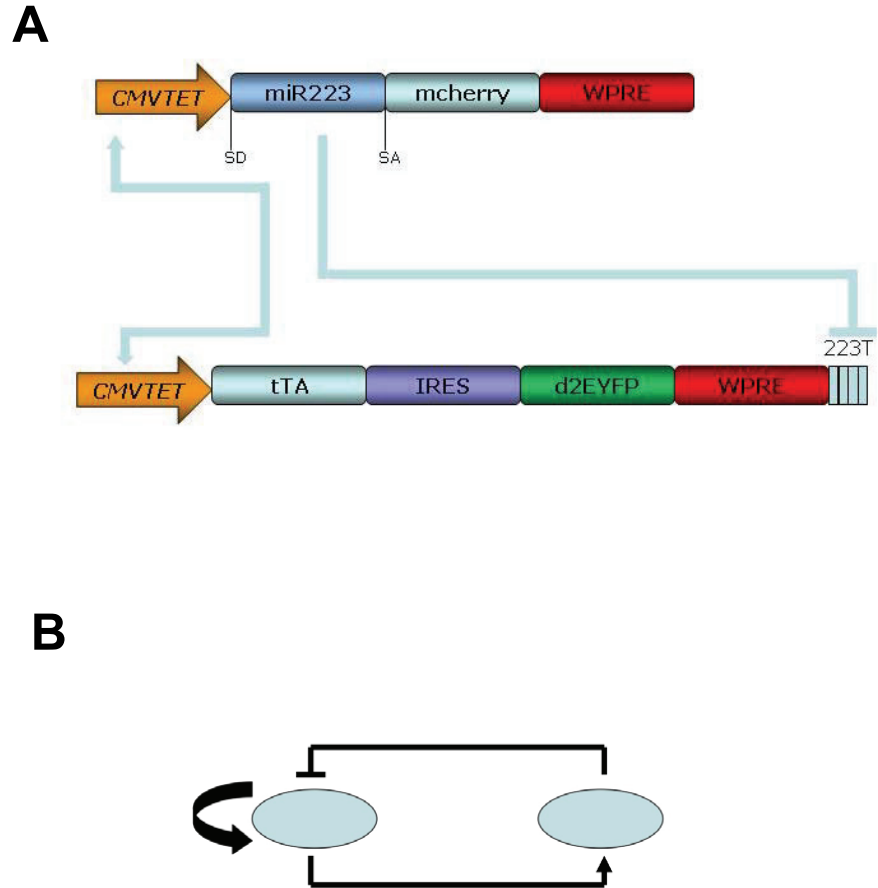 A
CMVTET miR223 mcherry WPRE
SD SA
223T
CMVTET tTA IRES d2EYFP WPRE
B